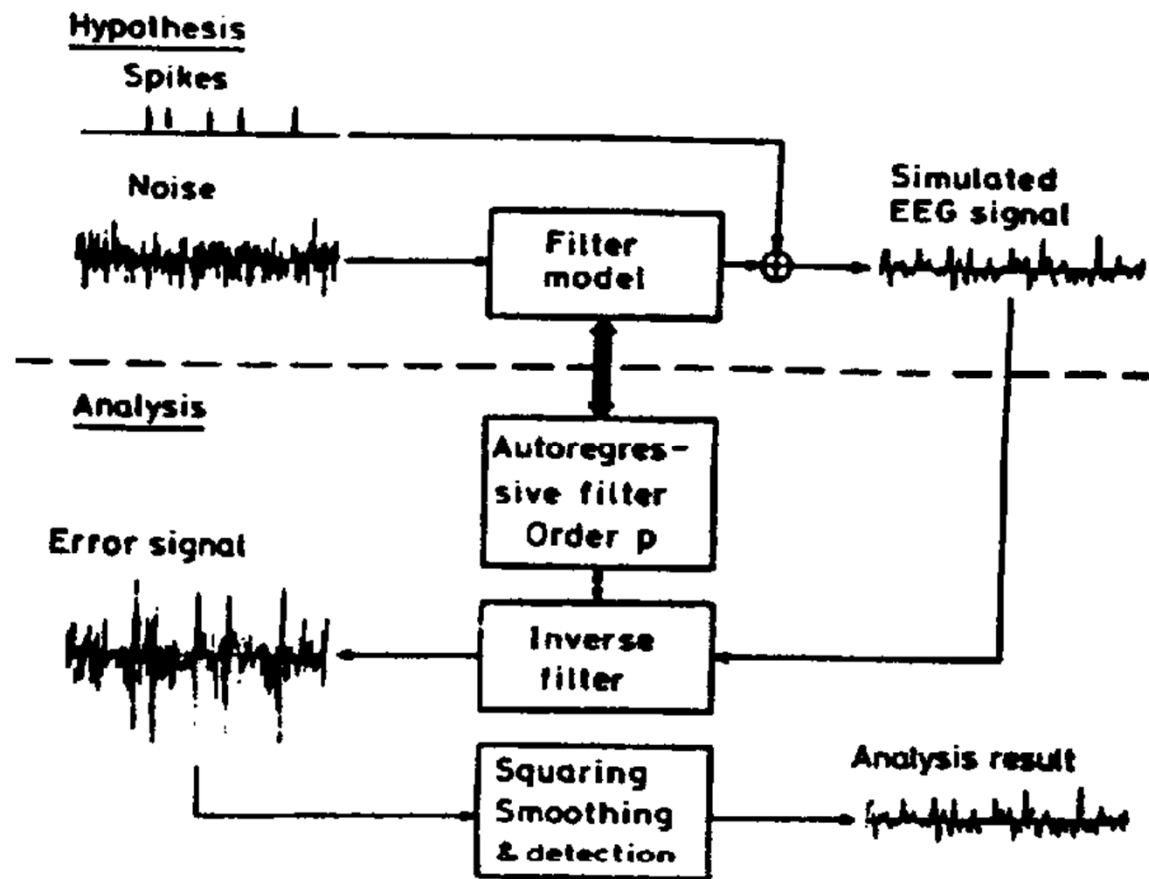 Hypothesis
Spikes
Noise
Filter
model
Simulated
EEG signal
Analysis
Autoregres-
sive filter
Order p
Error signal
Inverse
filter
Squaring
Smoothing
& detection
Analysis result